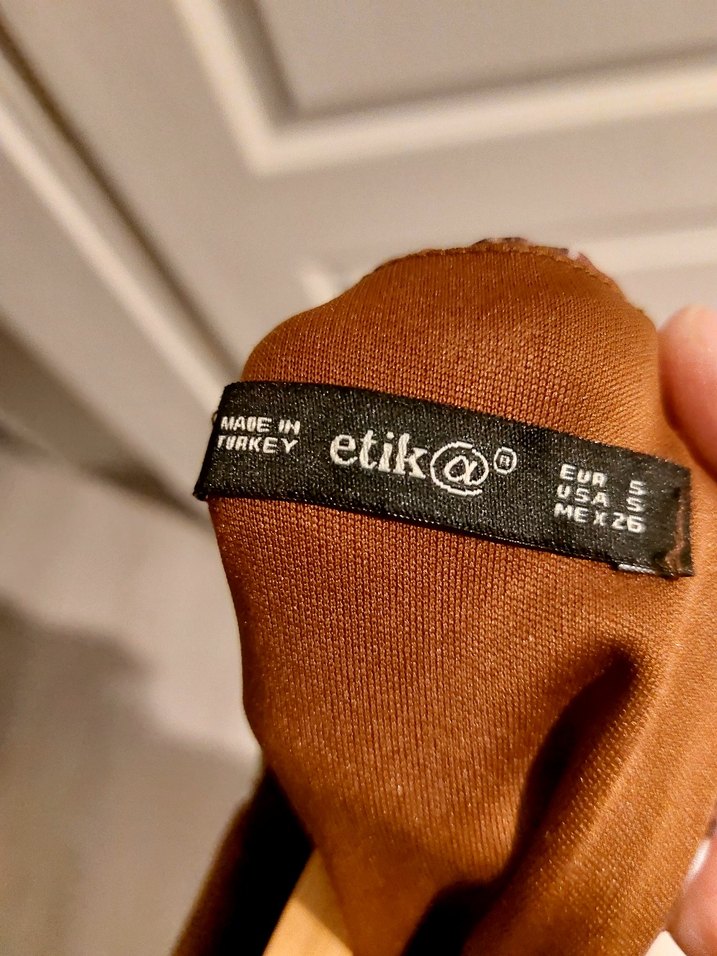 MADE IN
TURKEY
etik@®
EUR S
USA S
MEX 26